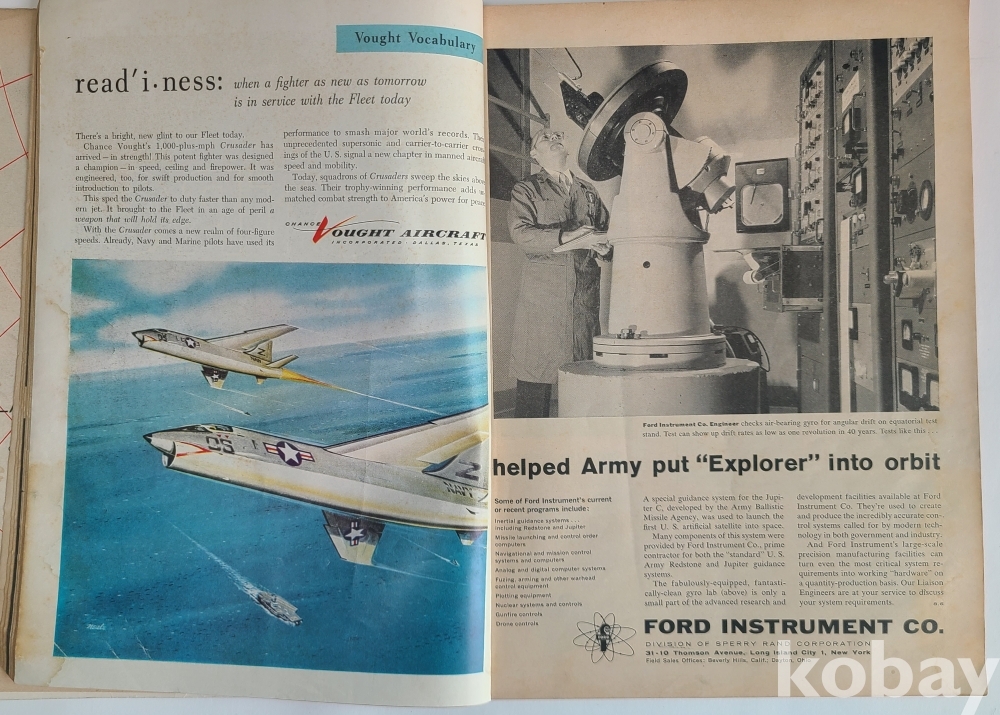 Vought Vocabulary
read'i·ness: when a fighter as new as tomorrow
is in service with the Fleet today
There's a bright, new glint to our Fleet today.
Chance Vought's 1,000-plus-mph Crusader has
arrived – in strength! This potent fighter was designed
a champion – in speed, ceiling and firepower. It was
engineered, too, for swift production and for smooth
introduction to pilots.
This sped the Crusader to duty faster than any mod-
ern jet. It brought to the Fleet in an age of peril a
weapon that will hold its edge.
With the Crusader comes a new realm of four-figure
speeds. Already, Navy and Marine pilots have used its
performance to smash major world's records. These
unprecedented supersonic and carrier-to-carrier cross
ings of the U. S. signal a new chapter in manned aircraft
speed and mobility.
Today, squadrons of Crusaders sweep the skies above
the seas. Their trophy-winning performance adds un
matched combat strength to America's power for peace.
CHANCE
VOUGHT AIRCRAFT
INCORPORATED · DALLAS, TEXAS
Z
NAVY
05
Z
NAVY
Ford Instrument Co. Engineer checks air-bearing gyro for angular drift on equatorial test
stand. Test can show up drift rates as low as one revolution in 40 years. Tests like this . . .
helped Army put "Explorer" into orbit
Some of Ford Instrument's current
or recent programs include:
Inertial guidance systems . . .
including Redstone and Jupiter
Missile launching and control order
computers
Navigational and mission control
systems and computers
Analog and digital computer systems
Fuzing, arming and other warhead
control equipment
Plotting equipment
Nuclear systems and controls
Gunfire controls
Drone controls
A special guidance system for the Jupi-
ter C, developed by the Army Ballistic
Missile Agency, was used to launch the
first U. S. artificial satellite into space.
Many components of this system were
provided by Ford Instrument Co., prime
contractor for both the "standard" U. S.
Army Redstone and Jupiter guidance
systems.
The fabulously-equipped, fantasti-
cally-clean gyro lab (above) is only a
small part of the advanced research and
development facilities available at Ford
Instrument Co. They're used to create
and produce the incredibly accurate con-
trol systems called for by modern tech-
nology in both government and industry.
And Ford Instrument's large-scale
precision manufacturing facilities can
turn even the most critical system re-
quirements into working "hardware" on
a quantity-production basis. Our Liaison
Engineers are at your service to discuss
your system requirements.
FORD INSTRUMENT CO.
DIVISION OF SPERRY RAND CORPORATION
31-10 Thomson Avenue, Long Island City 1, New York
Field Sales Offices: Beverly Hills, Calif.; Dayton, Ohio
kobay